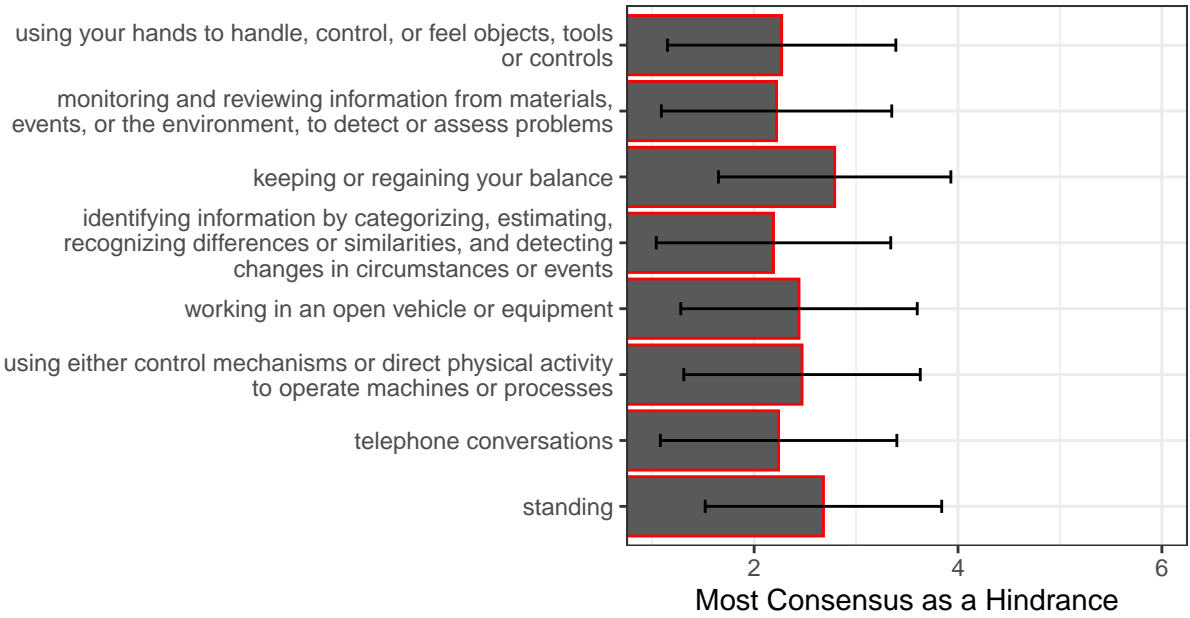 using your hands to handle, control, or feel objects, tools
or controls
monitoring and reviewing information from materials,
events, or the environment, to detect or assess problems
keeping or regaining your balance
identifying information by categorizing, estimating,
recognizing differences or similarities, and detecting
changes in circumstances or events
working in an open vehicle or equipment
using either control mechanisms or direct physical activity
to operate machines or processes
telephone conversations
standing
2 4 6
Most Consensus as a Hindrance